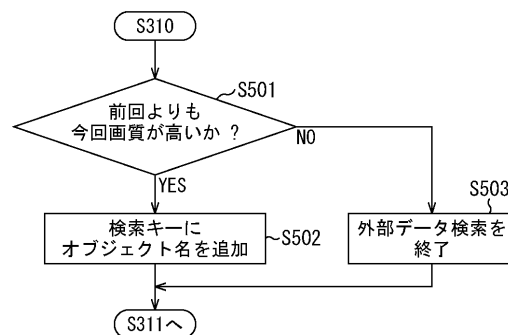 S310
S501
前回よりも
今回画質が高いか ?
NO
YES
S503
検索キーに
オブジェクト名を追加
S502
外部データ検索を
終了
S311へ